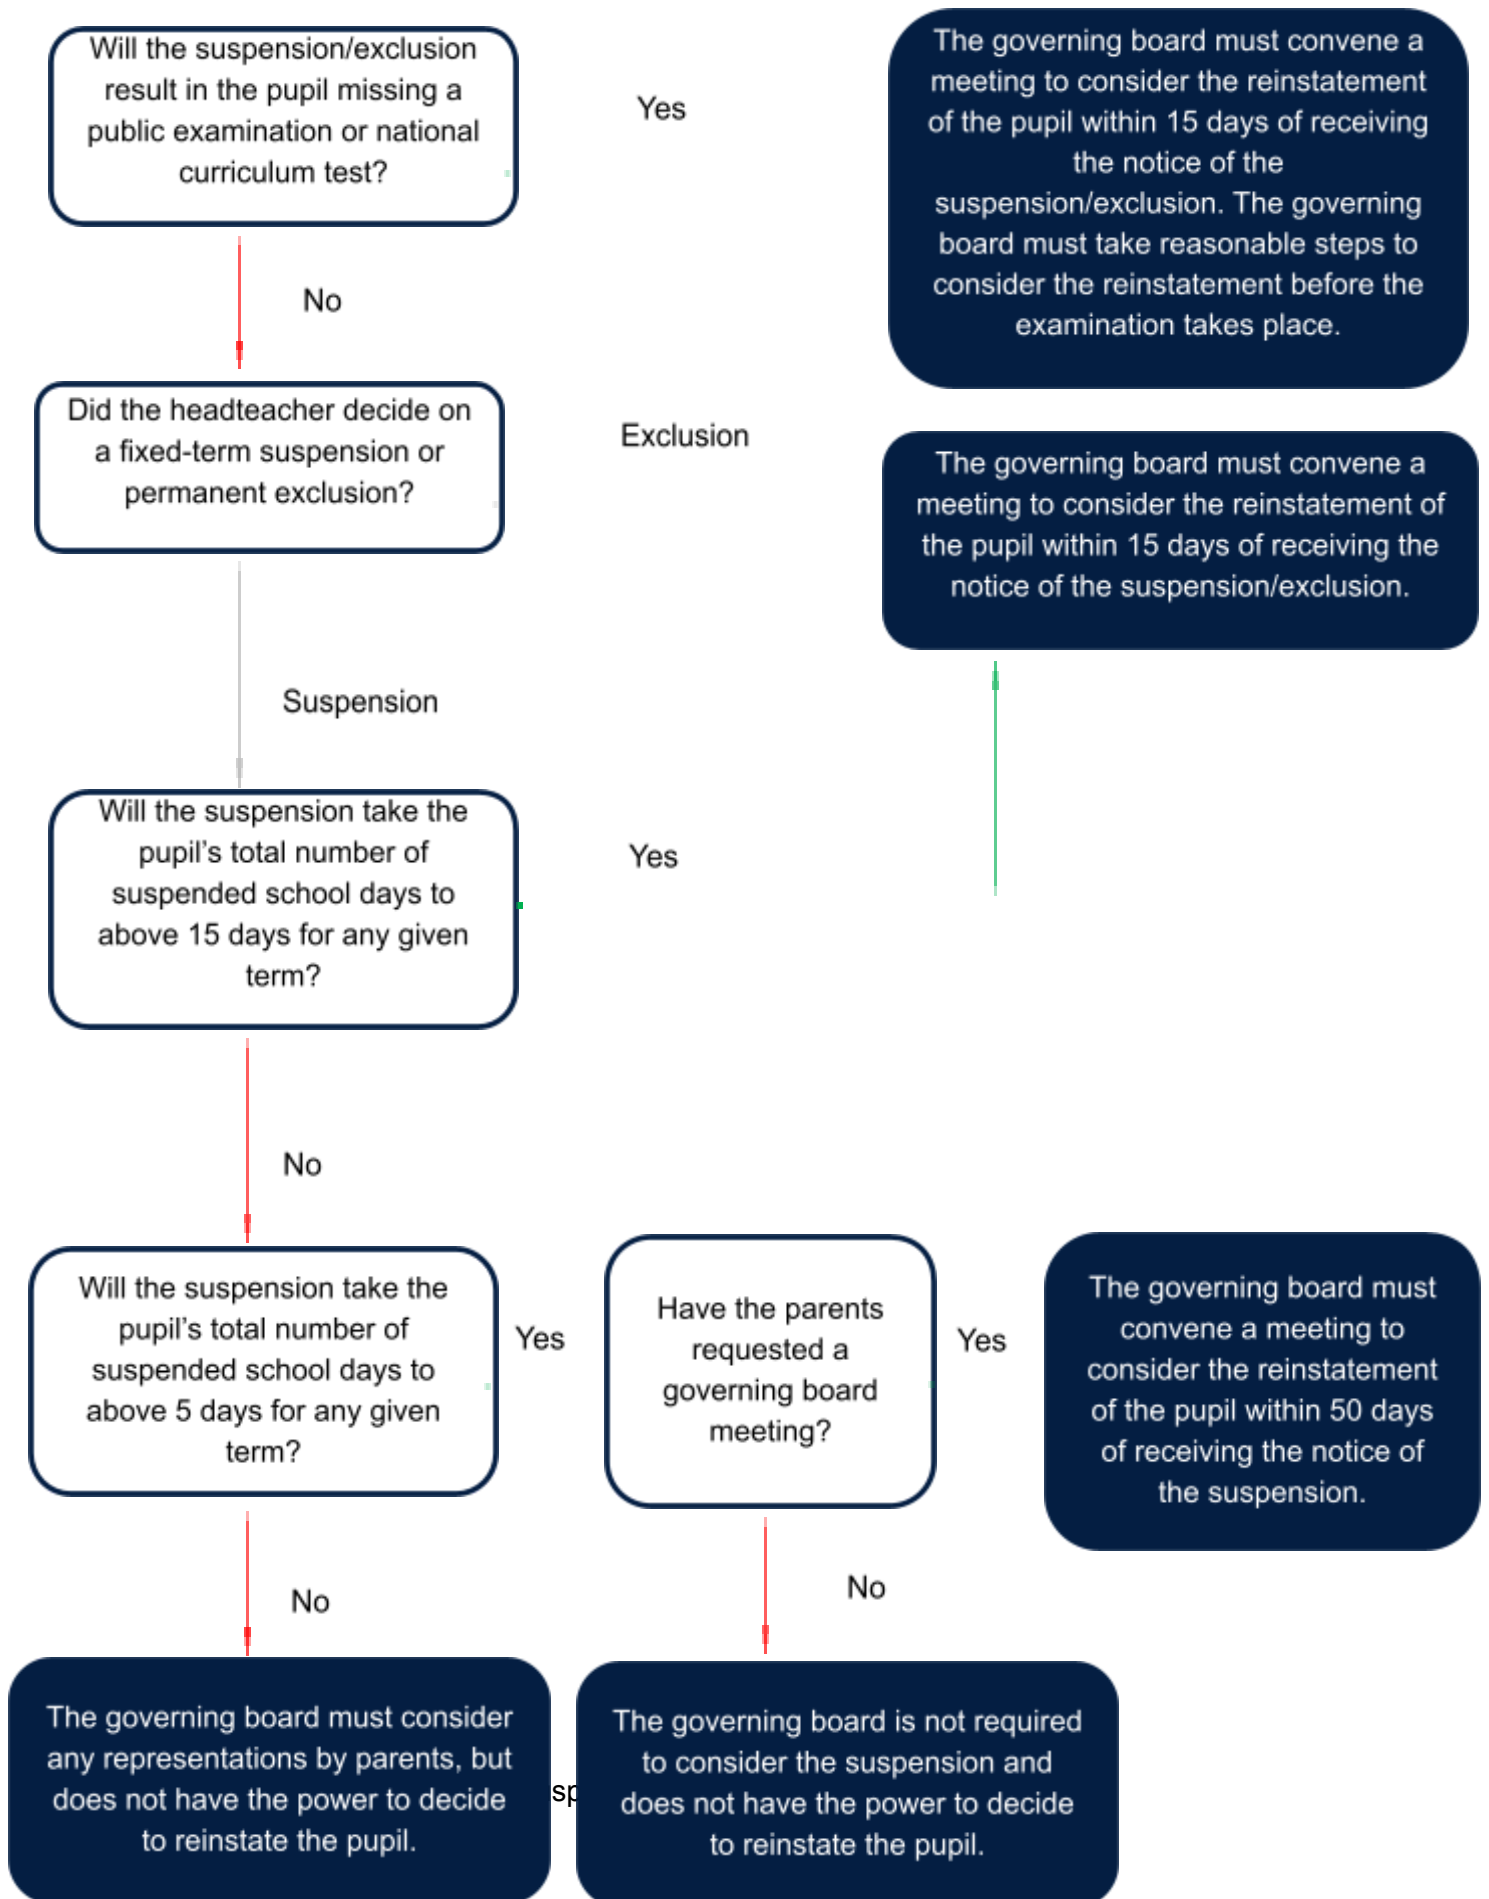 Will the suspension/exclusion
result in the pupil missing a
public examination or national
curriculum test?
Yes
The governing board must convene a
meeting to consider the reinstatement
of the pupil within 15 days of receiving
the notice of the
suspension/exclusion. The governing
board must take reasonable steps to
consider the reinstatement before the
examination takes place.
No
Did the headteacher decide on
a fixed-term suspension or
permanent exclusion?
Exclusion
The governing board must convene a
meeting to consider the reinstatement of
the pupil within 15 days of receiving the
notice of the suspension/exclusion.
Suspension
Will the suspension take the
pupil’s total number of
suspended school days to
above 15 days for any given
term?
Yes
No
Will the suspension take the
pupil’s total number of
suspended school days to
above 5 days for any given
term?
Yes
Have the parents
requested a
governing board
meeting?
Yes
The governing board must
convene a meeting to
consider the reinstatement
of the pupil within 50 days
of receiving the notice of
the suspension.
No
No
The governing board must consider
any representations by parents, but
does not have the power to decide
to reinstate the pupil.
The governing board is not required
to consider the suspension and
does not have the power to decide
to reinstate the pupil.